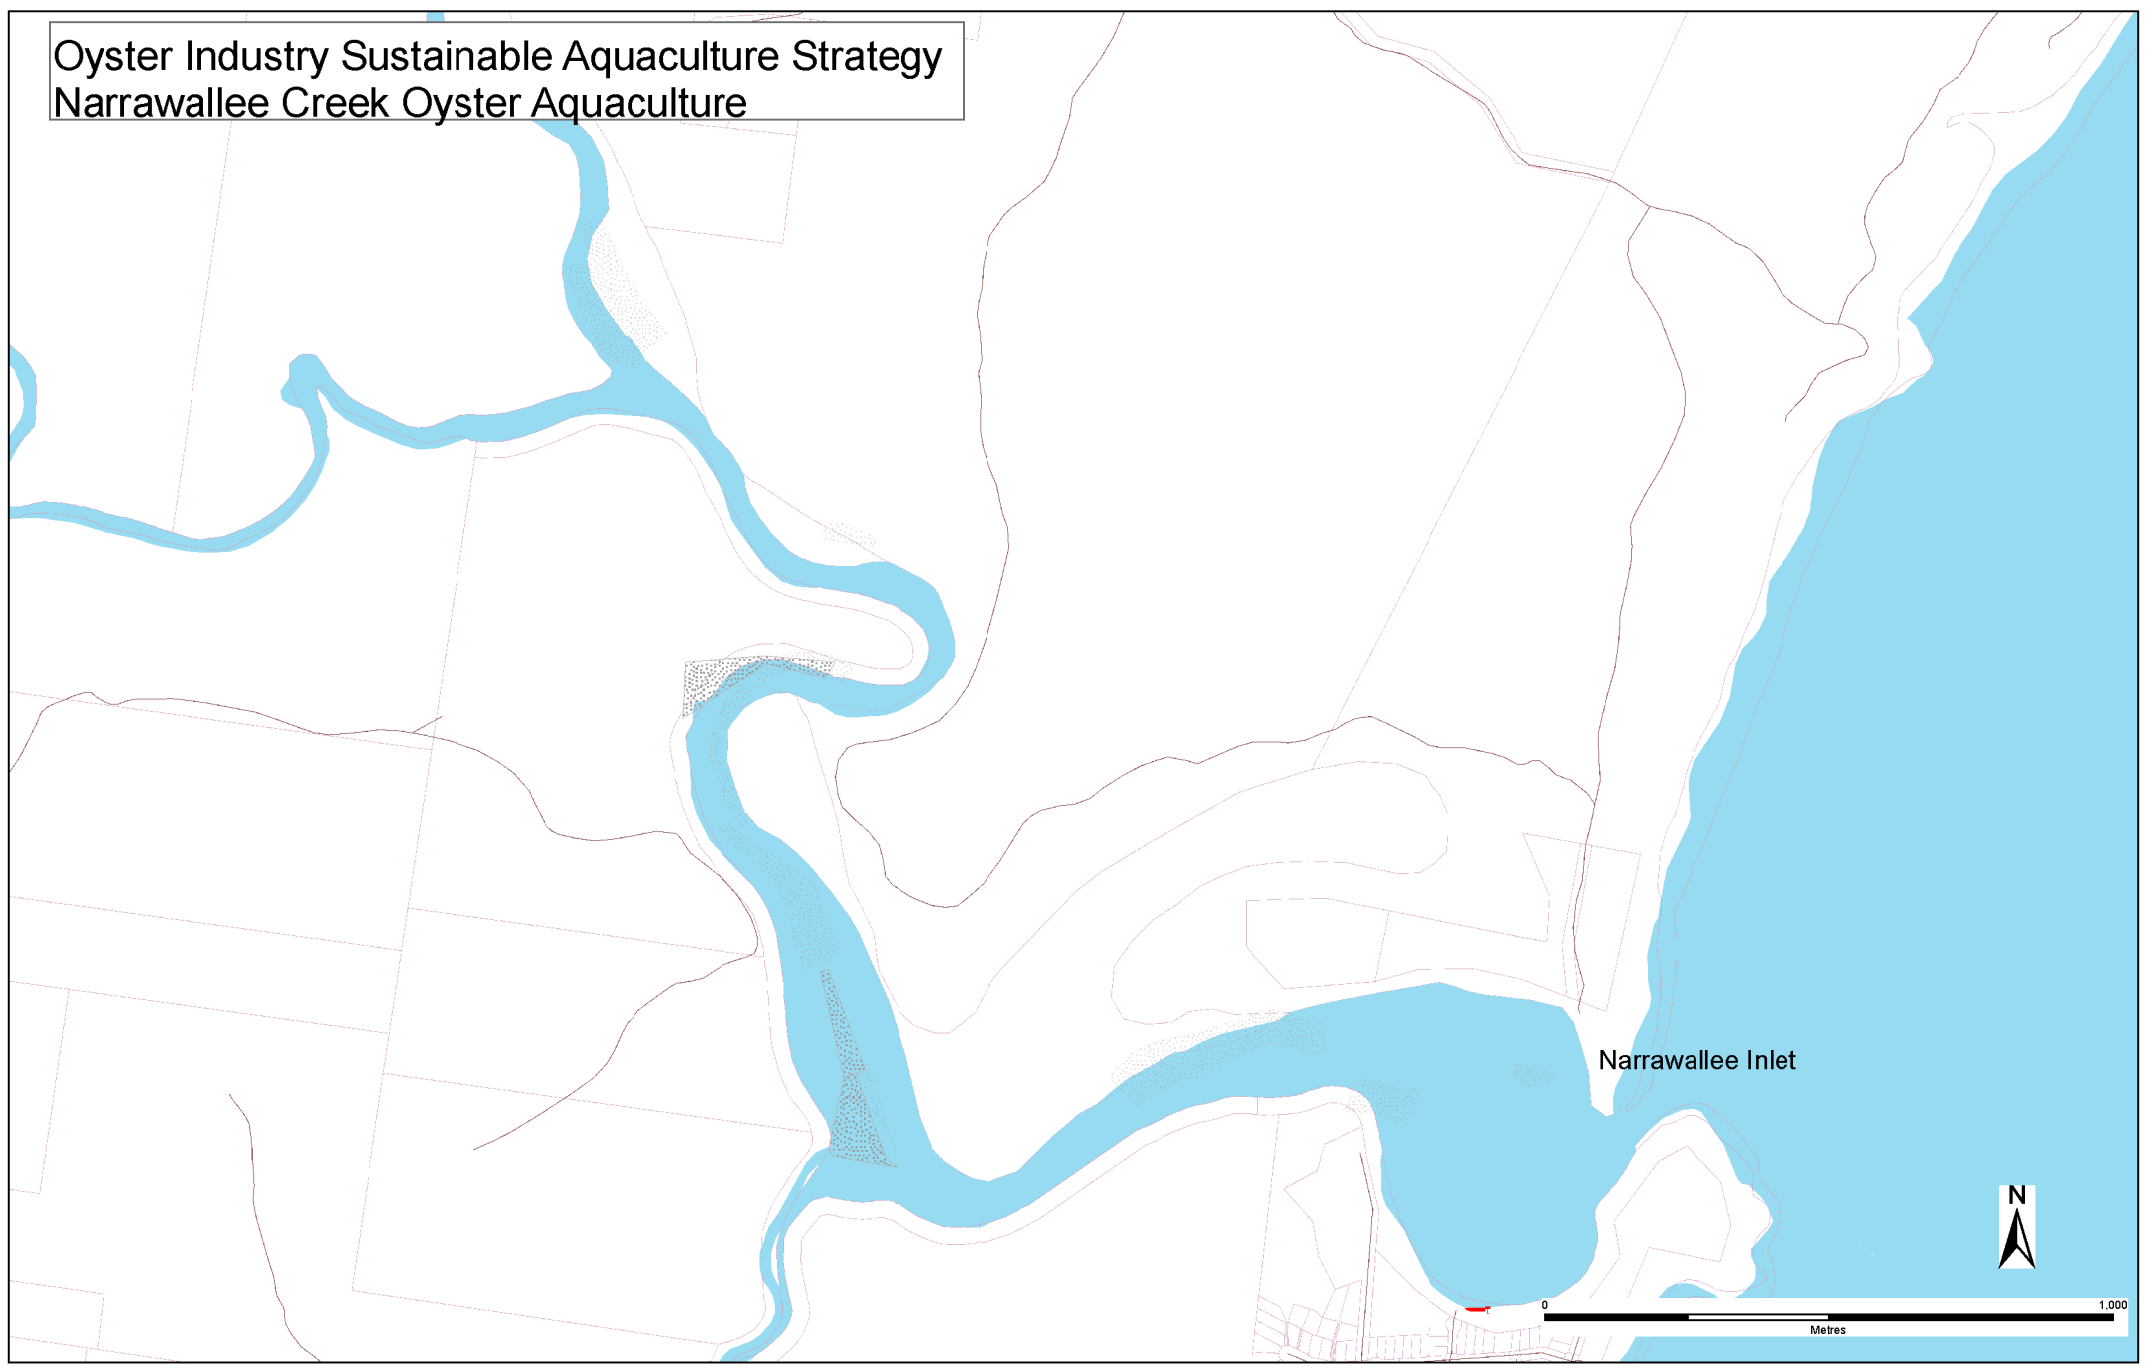 Oyster Industry Sustainable Aquaculture Strategy
Narrawallee Creek Oyster Aquaculture
Narrawallee Inlet
N
0 1,000
Metres